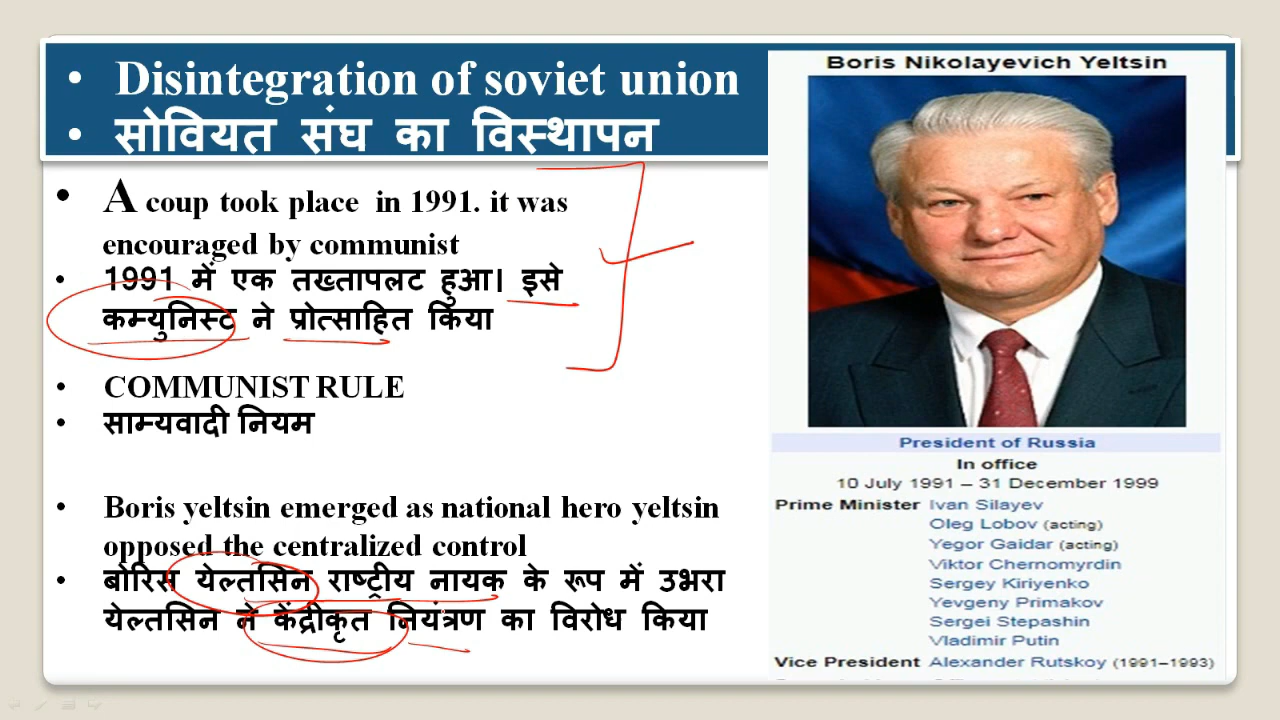 • Disintegration of soviet union
• सोवियत संघ का विस्थापन
• A coup took place in 1991. it was
encouraged by communist
• 1991 में एक तख्तापलट हुआ। इसे
कम्युनिस्ट ने प्रोत्साहित किया
• COMMUNIST RULE
• साम्यवादी नियम
• Boris yeltsin emerged as national hero yeltsin
opposed the centralized control
• बोरिस येल्तसिन राष्ट्रीय नायक के रूप में उभरा
येल्तसिन ने केंद्रीकृत नियंत्रण का विरोध किया
Boris Nikolayevich Yeltsin
President of Russia
In office
10 July 1991 – 31 December 1999
Prime Minister Ivan Silayev
Oleg Lobov (acting)
Yegor Gaidar (acting)
Viktor Chernomyrdin
Sergey Kiriyenko
Yevgeny Primakov
Sergei Stepashin
Vladimir Putin
Vice President Alexander Rutskoy (1991–1993)